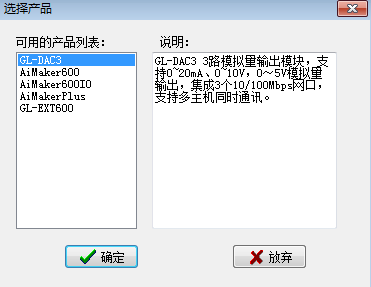 选择产品
可用的产品列表:
GL-DAC3
AiMaker600
AiMaker600IO
AiMakerPlus
GL-EXT600
说明:
GL-DAC3 3路模拟量输出模块，支
持0~20mA、0~10V，0～5V模拟量
输出，集成3个10/100Mbps网口，
支持多主机同时通讯。
确定
放弃